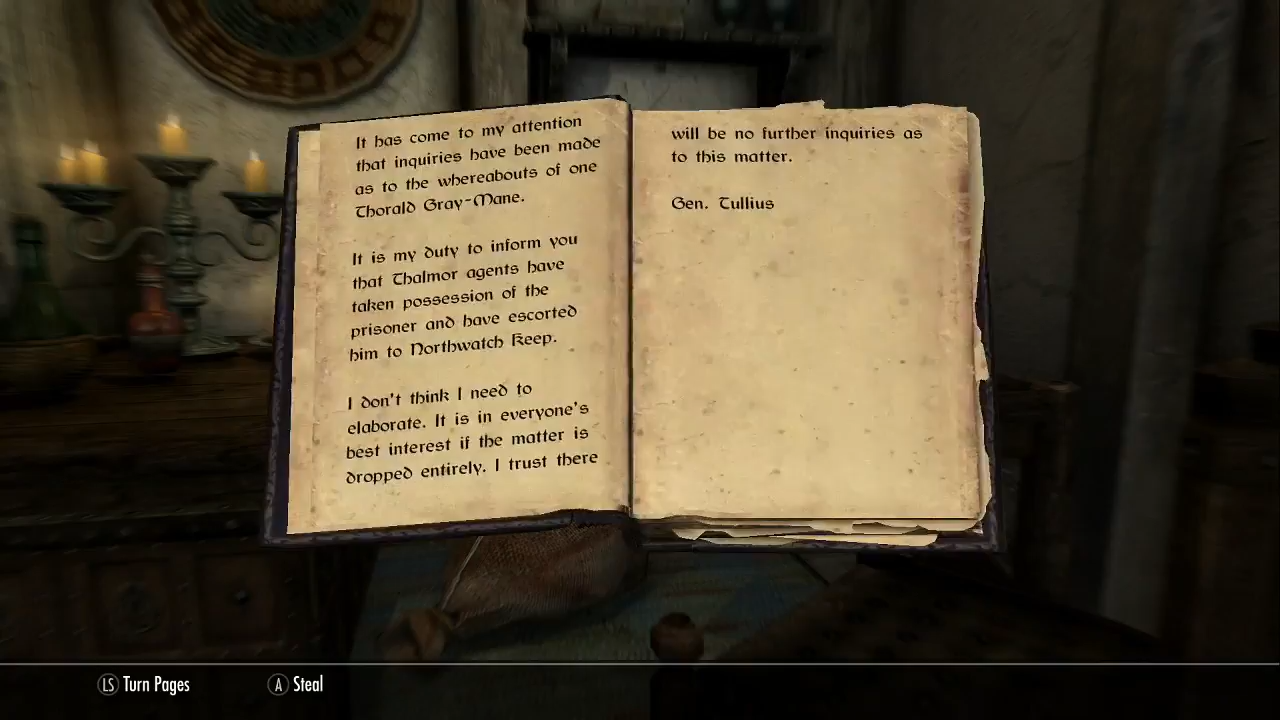 It has come to my attention
that inquiries have been made
as to the whereabouts of one
Thorald Gray-Mane.
It is my duty to inform you
that Thalmor agents have
taken possession of the
prisoner and have escorted
him to Northwatch Keep.
I don't think I need to
elaborate. It is in everyone's
best interest if the matter is
dropped entirely. I trust there
will be no further inquiries as
to this matter.
Gen. Tullius
LS Turn Pages
A Steal